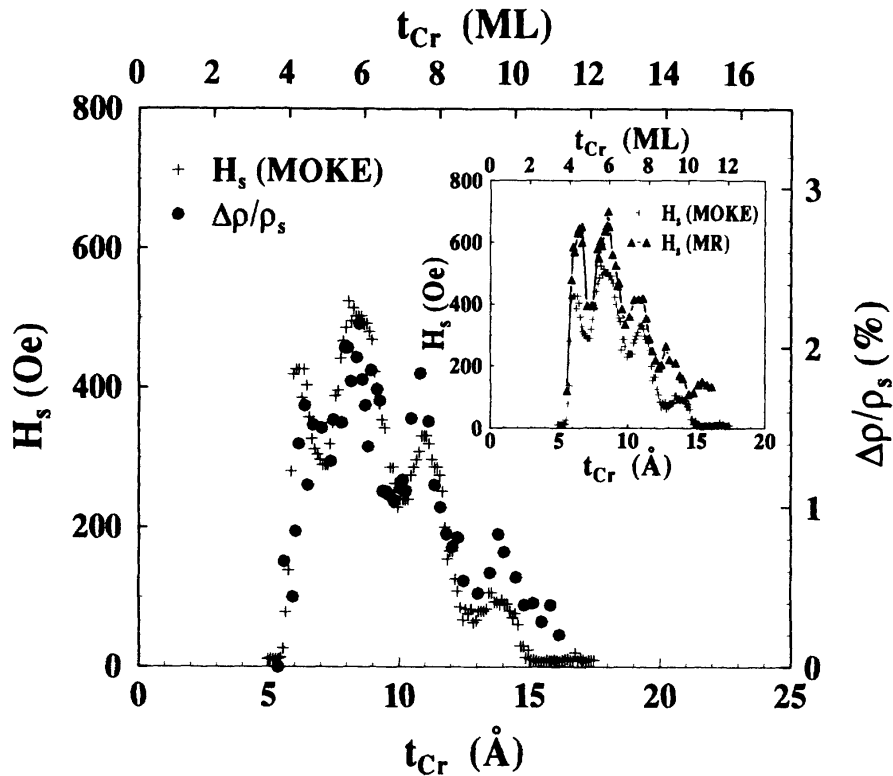 t_Cr (ML)
0 2 4 6 8 10 12 14 16
800
600
400
200
0
H_s (Oe)
+ H_s (MOKE)
● Δρ/ρ_s
t_Cr (ML)
0 2 4 6 8 10 12
800
600
400
200
0
H_s (Oe)
+ H_s (MOKE)
▲ H_s (MR)
0 5 10 15 20
t_Cr (Å)
3
2
1
0
Δρ/ρ_s (%)
0 5 10 15 20 25
t_Cr (Å)